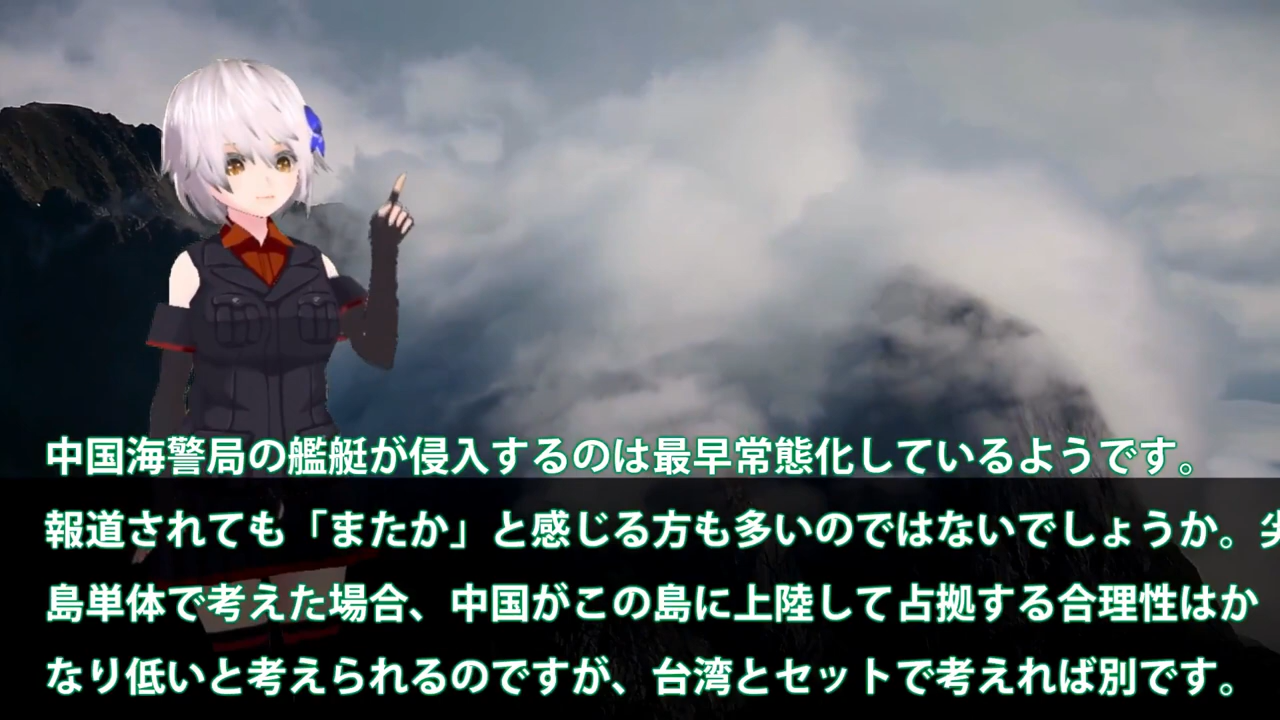 中国海警局の艦艇が侵入するのは最早常態化しているようです。
報道されても「またか」と感じる方も多いのではないでしょうか。
島単体で考えた場合、中国がこの島に上陸して占拠する合理性はか
なり低いと考えられるのですが、台湾とセットで考えれば別です。